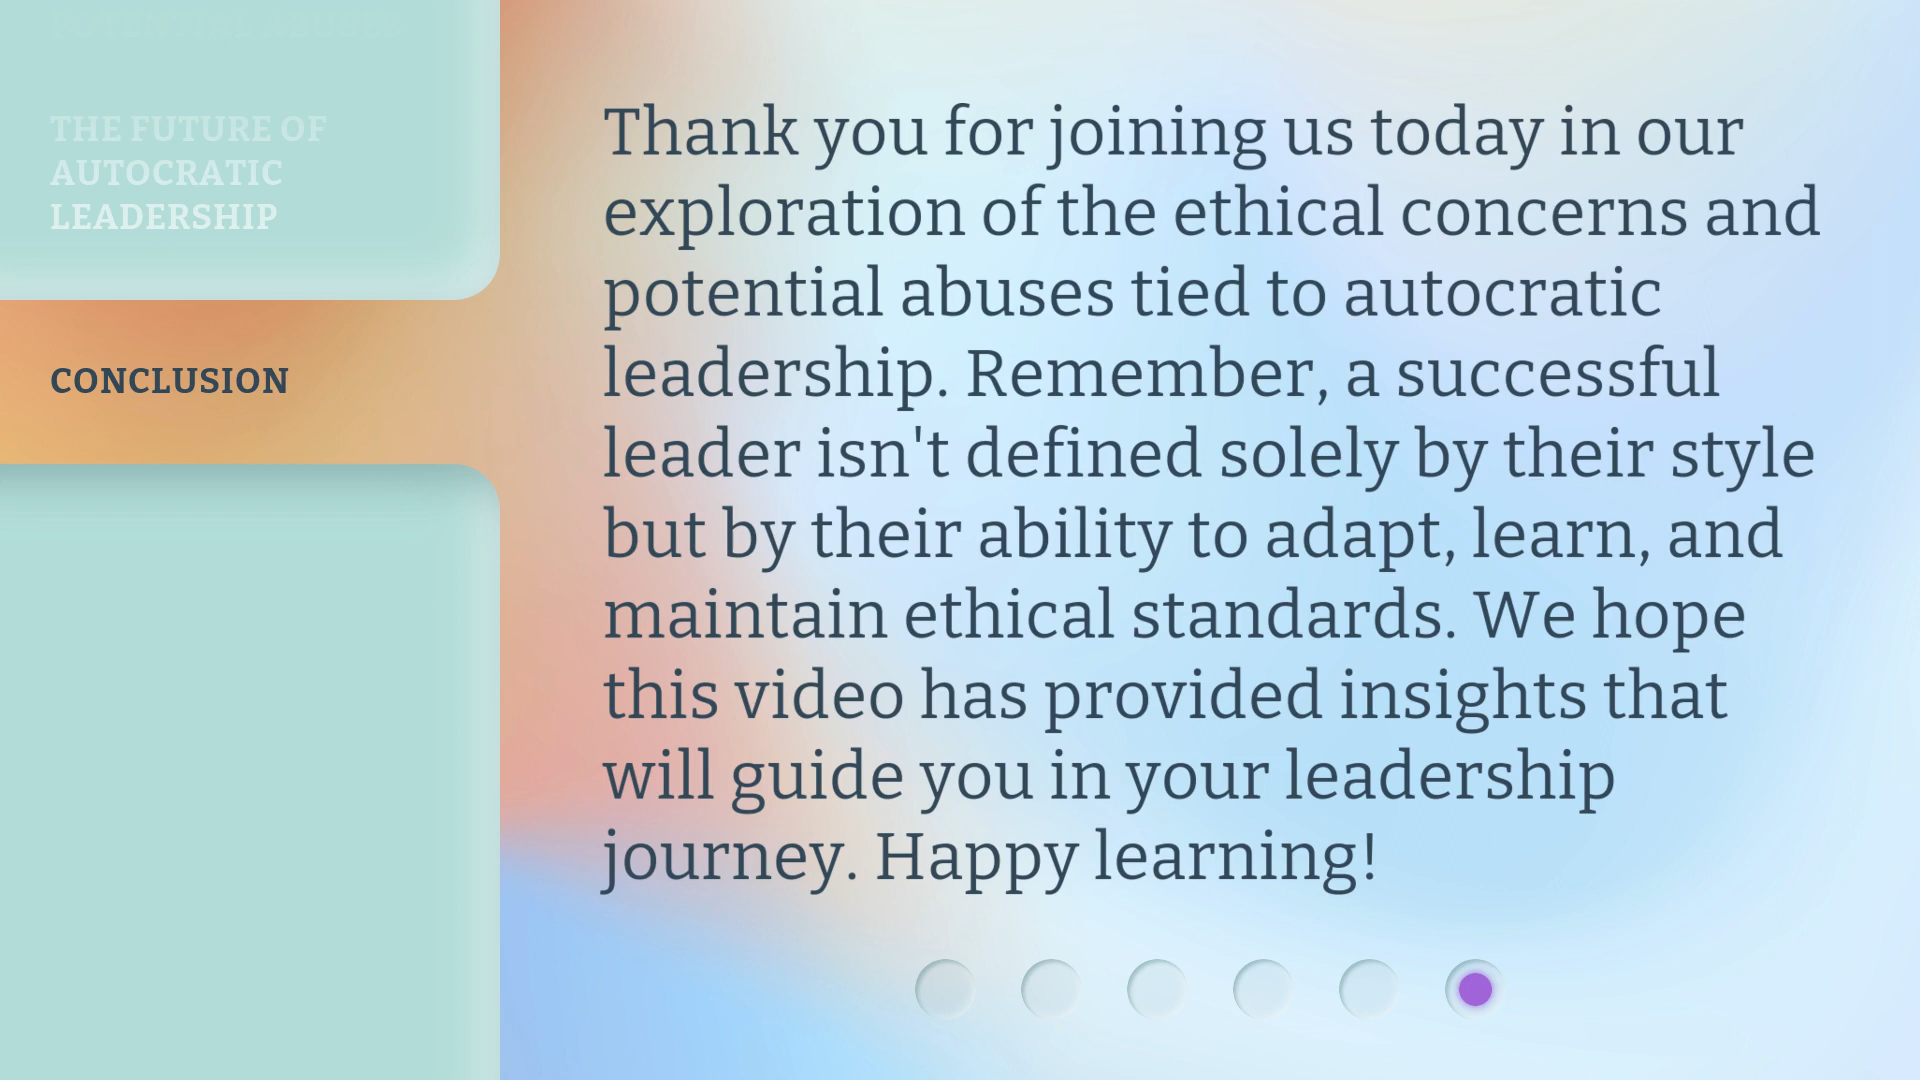 POTENTIAL ABUSES
THE FUTURE OF
AUTOCRATIC
LEADERSHIP
CONCLUSION
Thank you for joining us today in our
exploration of the ethical concerns and
potential abuses tied to autocratic
leadership. Remember, a successful
leader isn't defined solely by their style
but by their ability to adapt, learn, and
maintain ethical standards. We hope
this video has provided insights that
will guide you in your leadership
journey. Happy learning!